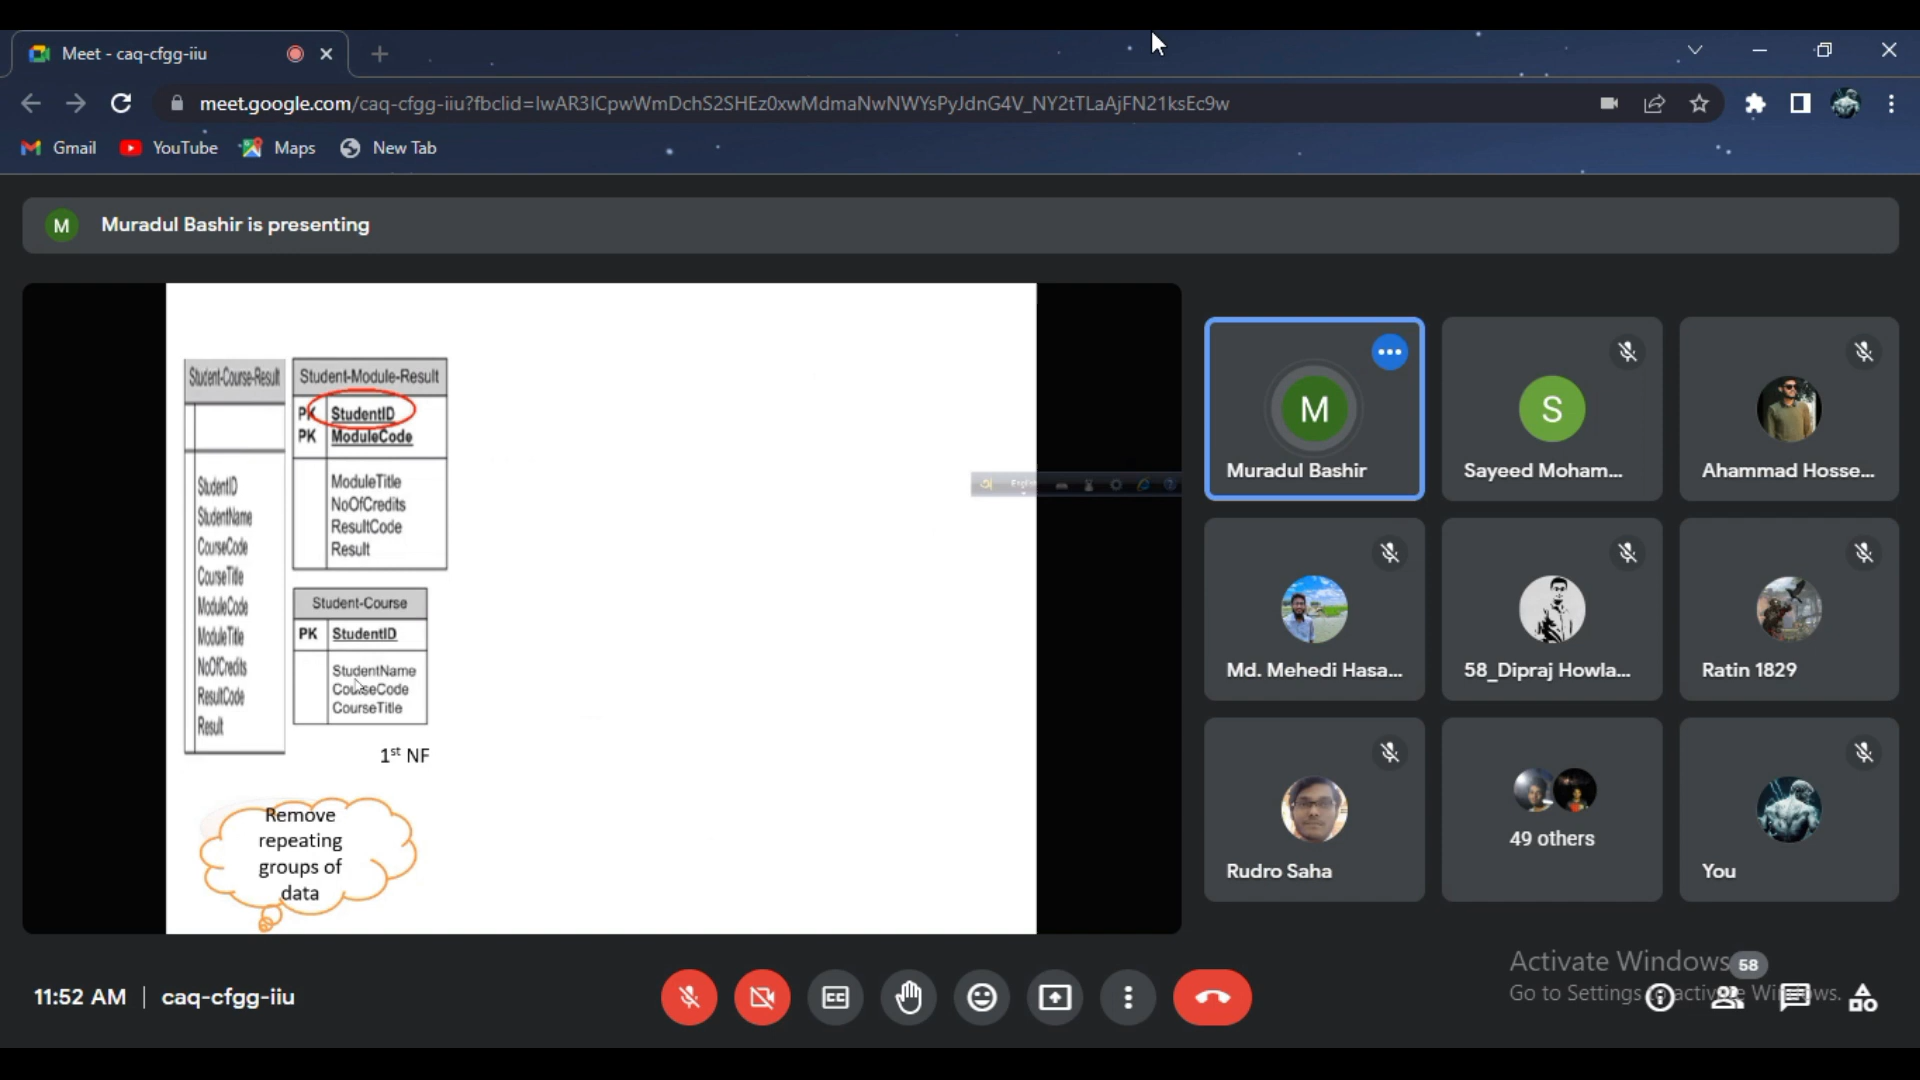 Meet - caq-cfgg-iiu
meet.google.com/caq-cfgg-iiu?fbclid=IwAR3ICpwWmDchS2SHEz0xwMdmaNwNWYsPyJdnG4V_NY2tTLaAjFN21ksEc9w
Gmail YouTube Maps New Tab
M Muradul Bashir is presenting
Student-Course-Result
StudentID
StudentName
CourseCode
CourseTitle
ModuleCode
ModuleTitle
NoOfCredits
ResultCode
Result
Student-Module-Result
PK StudentID
PK ModuleCode
ModuleTitle
NoOfCredits
ResultCode
Result
Student-Course
PK StudentID
StudentName
CourseCode
CourseTitle
1st NF
Remove
repeating
groups of
data
M
Muradul Bashir
S
Sayeed Moham...
Ahammad Hosse...
Md. Mehedi Hasa...
58_Dipraj Howla...
Ratin 1829
Rudro Saha
49 others
You
11:52 AM | caq-cfgg-iiu
CC
Activate Windows
58
Go to Settings to activate Windows.